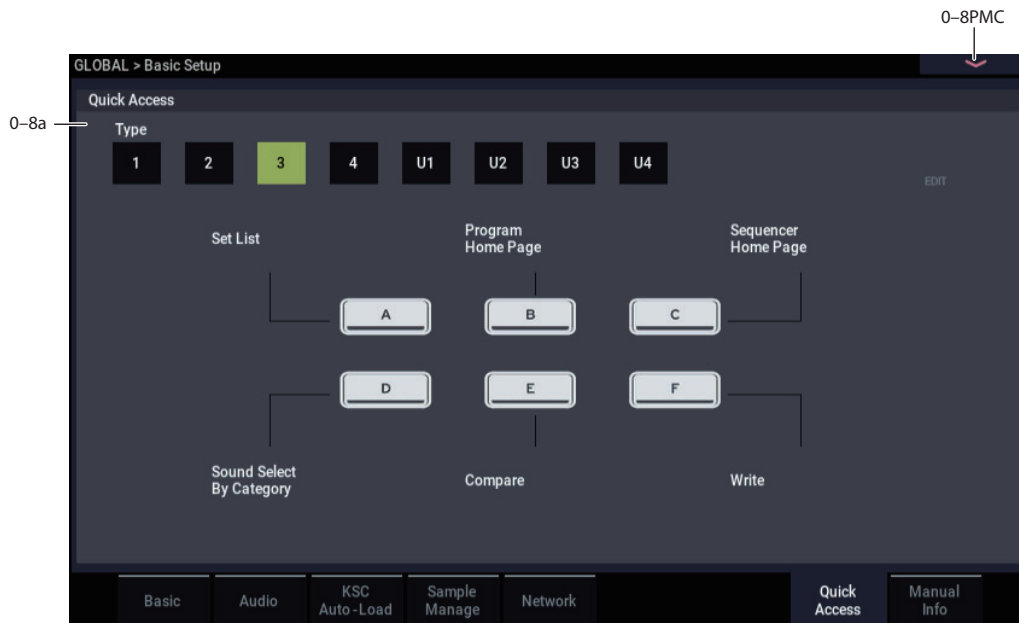 0–8PMC
GLOBAL > Basic Setup
Quick Access
0–8a
Type
1 2 3 4 U1 U2 U3 U4
EDIT
Set List
Program
Home Page
Sequencer
Home Page
A B C
D E F
Sound Select
By Category
Compare
Write
Basic
Audio
KSC
Auto-Load
Sample
Manage
Network
Quick
Access
Manual
Info